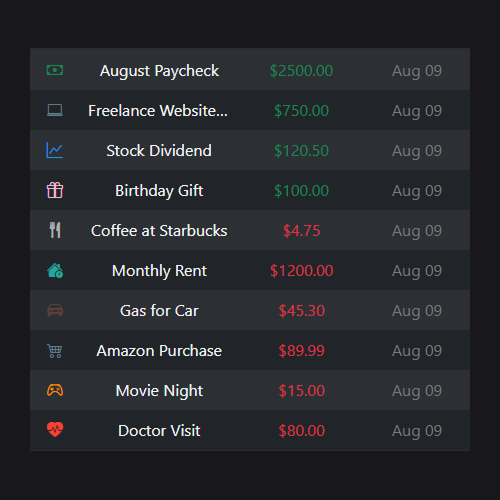 August Paycheck $2500.00 Aug 09
Freelance Website... $750.00 Aug 09
Stock Dividend $120.50 Aug 09
Birthday Gift $100.00 Aug 09
Coffee at Starbucks $4.75 Aug 09
Monthly Rent $1200.00 Aug 09
Gas for Car $45.30 Aug 09
Amazon Purchase $89.99 Aug 09
Movie Night $15.00 Aug 09
Doctor Visit $80.00 Aug 09